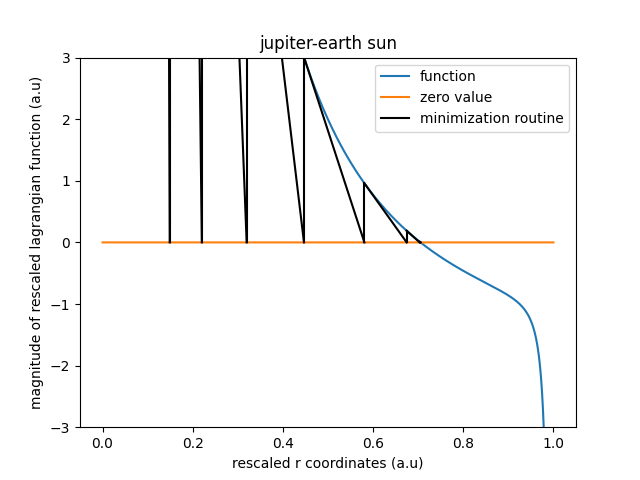 jupiter-earth sun
function
zero value
minimization routine
magnitude of rescaled lagrangian function (a.u)
3
2
1
0
−1
−2
−3
0.0 0.2 0.4 0.6 0.8 1.0
rescaled r coordinates (a.u)